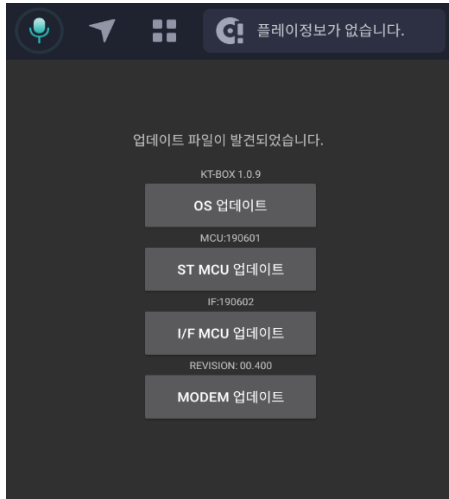 플레이정보가 없습니다.
업데이트 파일이 발견되었습니다.
KT-BOX 1.0.9
OS 업데이트
MCU:190601
ST MCU 업데이트
IF:190602
I/F MCU 업데이트
REVISION: 00.400
MODEM 업데이트